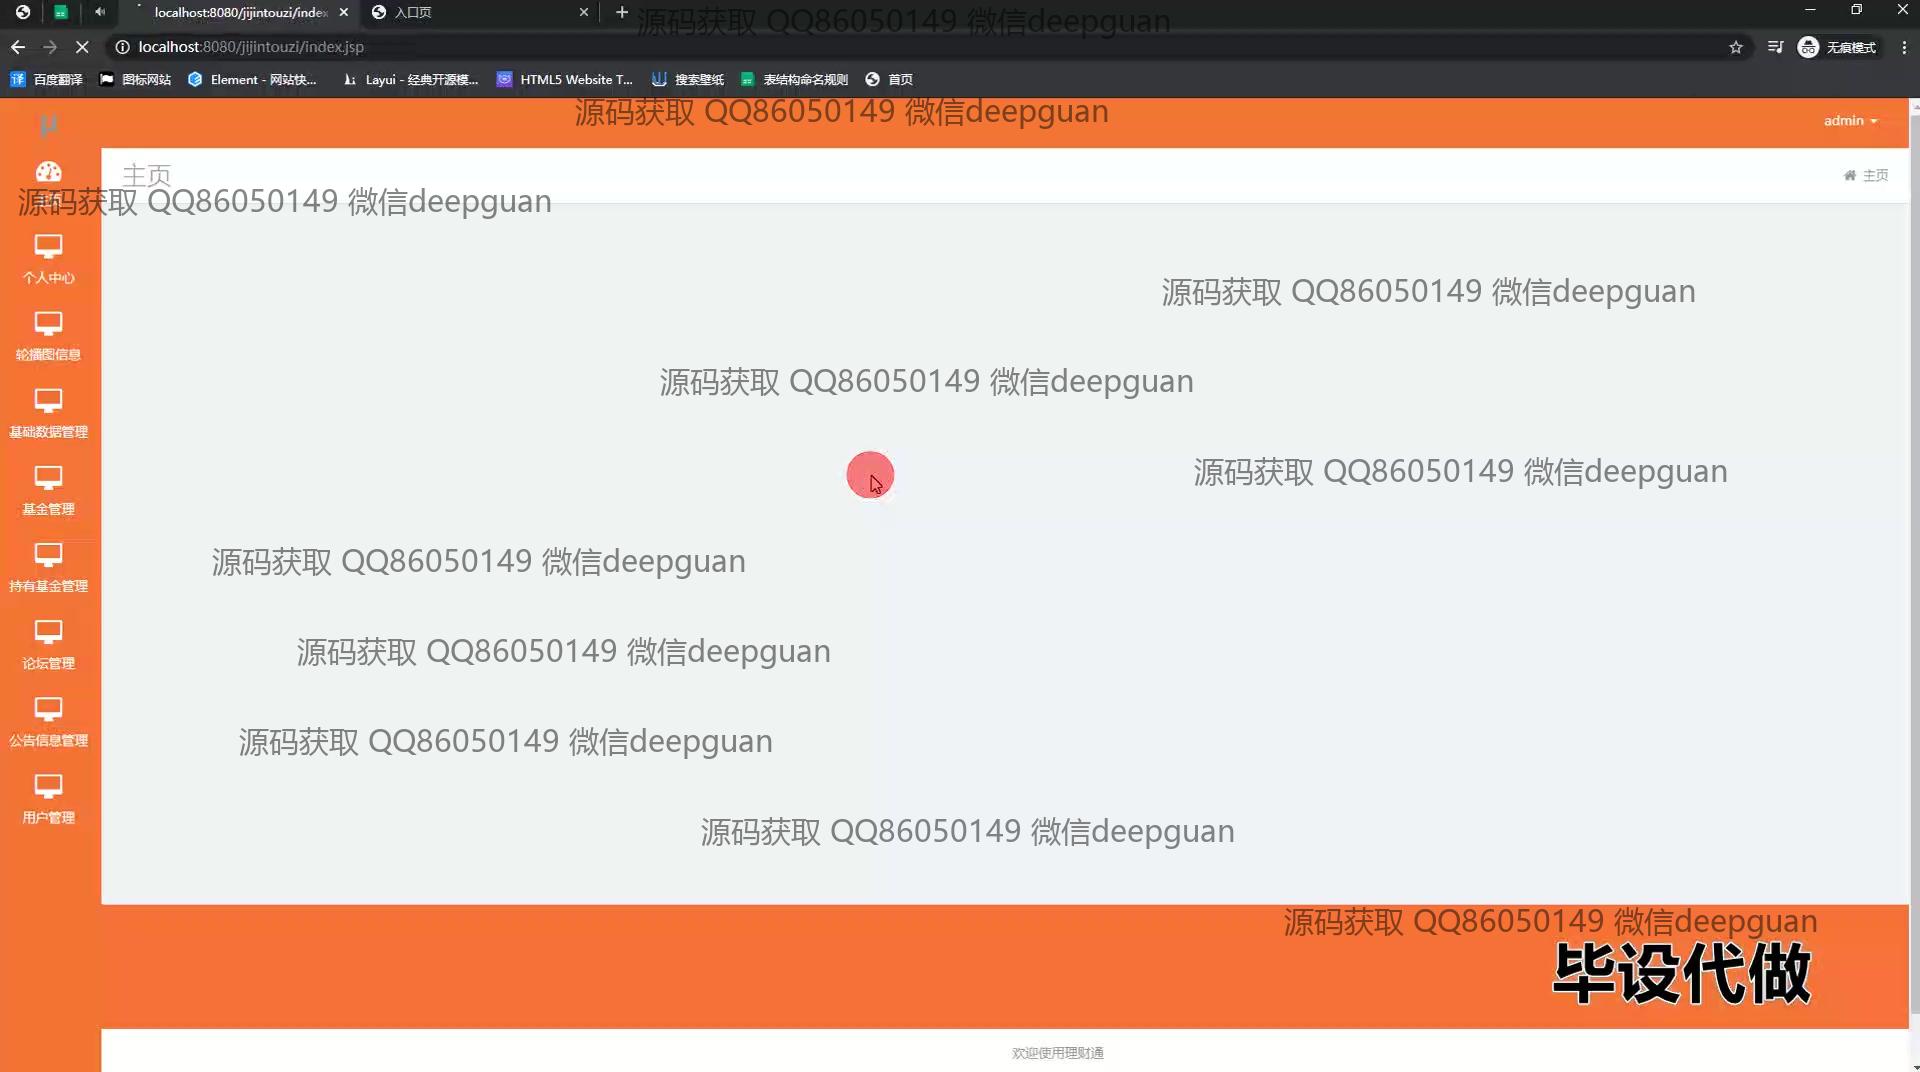 localhost:8080/jijintouzi/index
入口页
源码获取 QQ86050149 微信deepguan
localhost:8080/jijintouzi/index.jsp
无痕模式
百度翻译
图标网站
Element - 网站快...
Layui - 经典开源模...
HTML5 Website T...
搜索壁纸
表结构命名规则
首页
源码获取 QQ86050149 微信deepguan
μ
admin
主页
主页
源码获取 QQ86050149 微信deepguan
个人中心
源码获取 QQ86050149 微信deepguan
轮播图信息
源码获取 QQ86050149 微信deepguan
基础数据管理
源码获取 QQ86050149 微信deepguan
基金管理
源码获取 QQ86050149 微信deepguan
持有基金管理
源码获取 QQ86050149 微信deepguan
论坛管理
源码获取 QQ86050149 微信deepguan
公告信息管理
用户管理
源码获取 QQ86050149 微信deepguan
源码获取 QQ86050149 微信deepguan
毕设代做
欢迎使用理财通